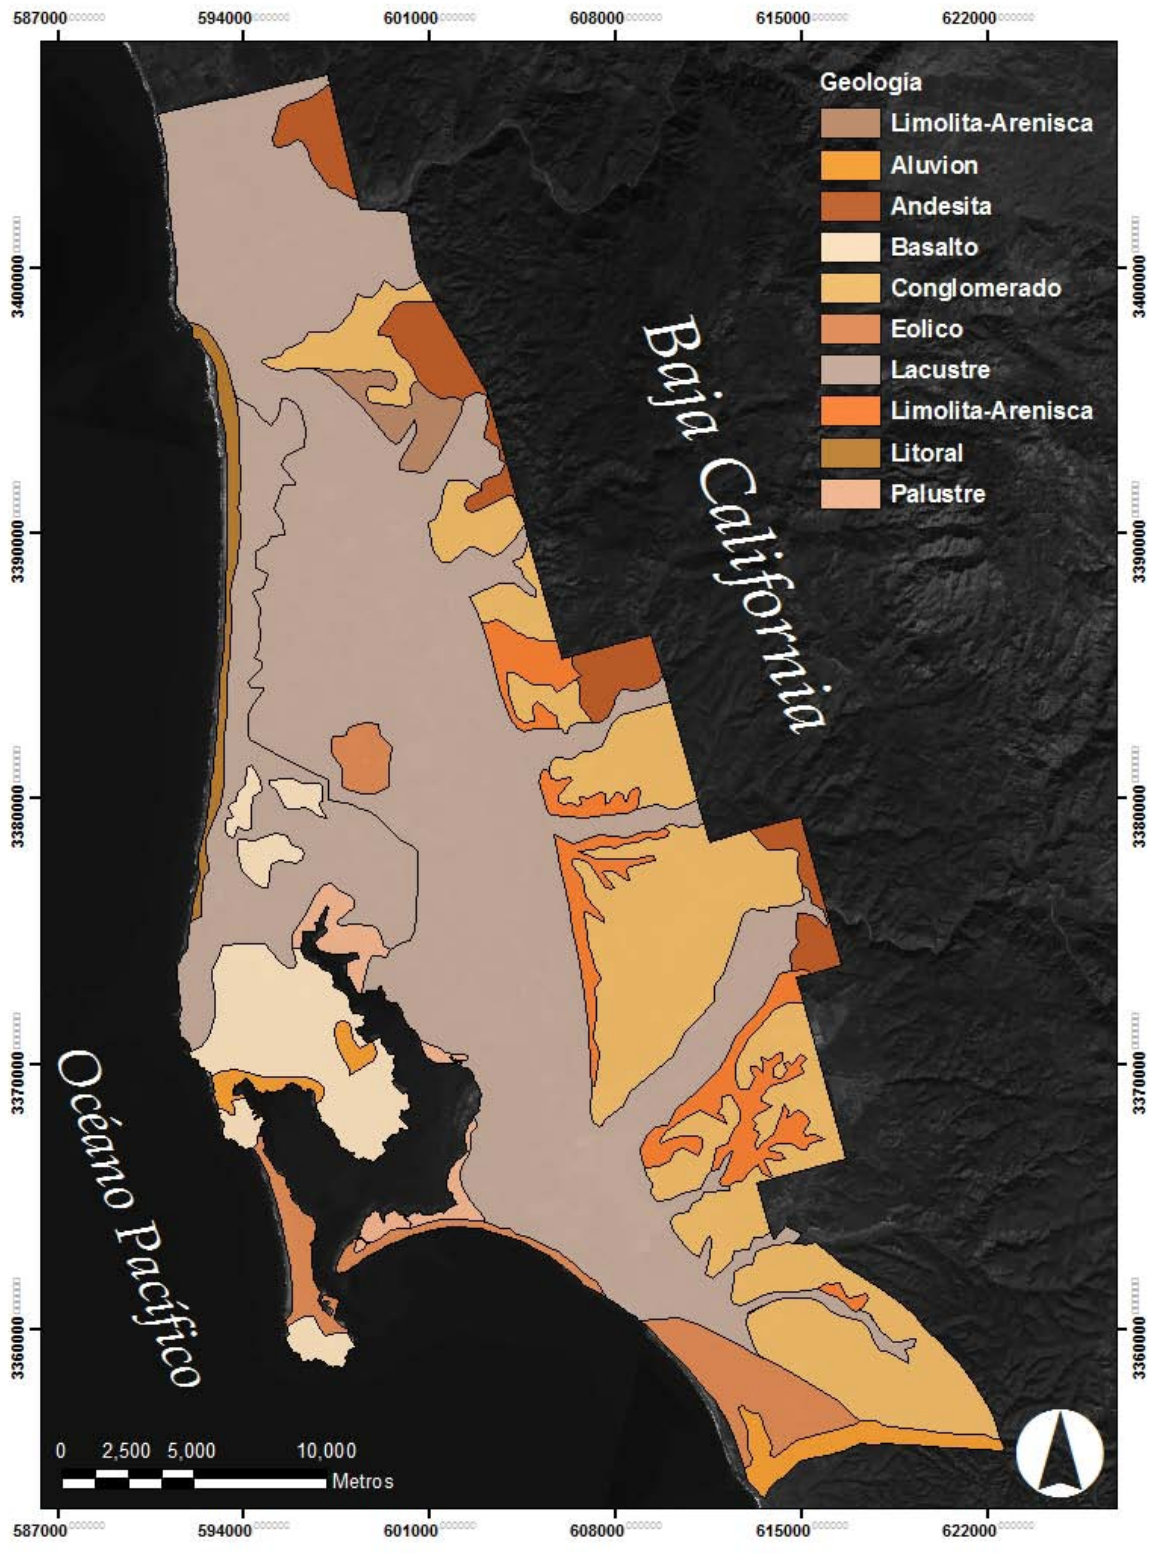 587000 594000 601000 608000 615000 622000
Geología
Limolita-Arenisca
Aluvion
Andesita
Basalto
Conglomerado
Eolico
Lacustre
Limolita-Arenisca
Litoral
Palustre
3400000
3390000
3380000
3370000
3360000
3400000
3390000
3380000
3370000
3360000
Baja California
Océano Pacífico
0 2,500 5,000 10,000
Metros
587000 594000 601000 608000 615000 622000